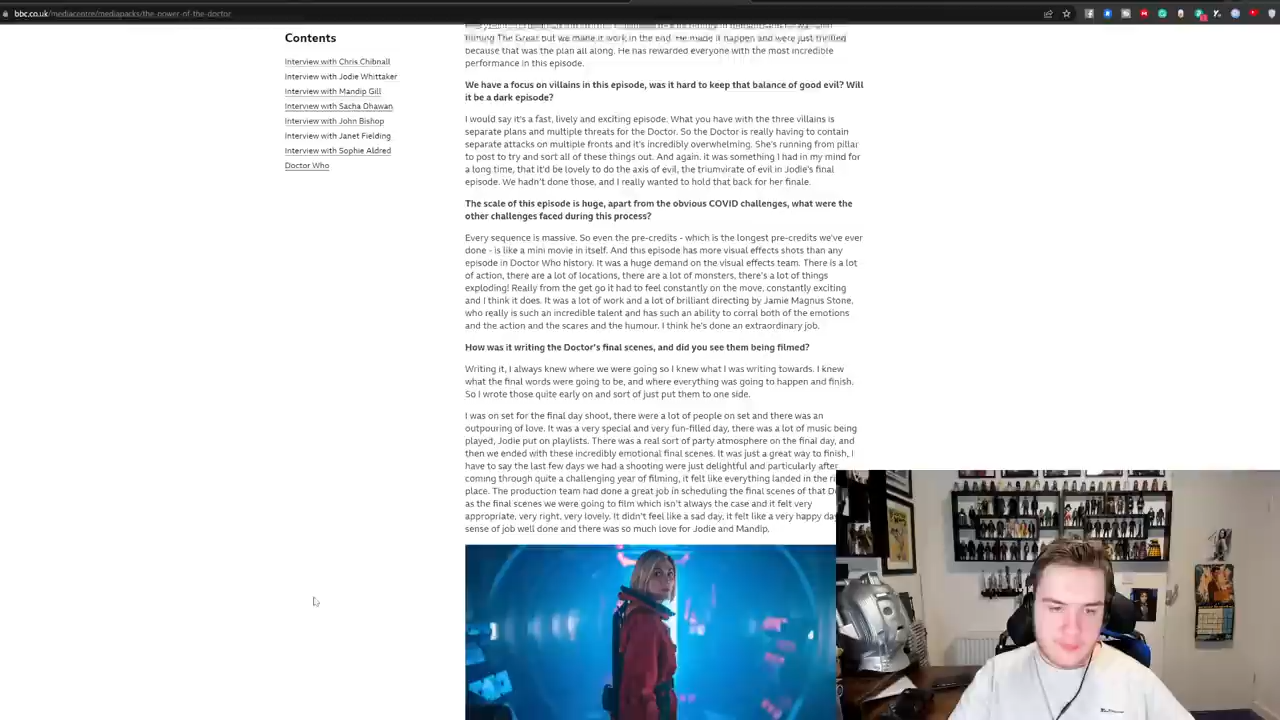 bbc.co.uk/mediacentre/mediapacks/the-power-of-the-doctor
Contents
Interview with Chris Chibnall
Interview with Jodie Whittaker
Interview with Mandip Gill
Interview with Sacha Dhawan
Interview with John Bishop
Interview with Janet Fielding
Interview with Sophie Aldred
Doctor Who
filming The Great but we made it work in the end. He made it happen and we're just thrilled
because that was the plan all along. He has rewarded everyone with the most incredible
performance in this episode.
We have a focus on villains in this episode, was it hard to keep that balance of good evil? Will
it be a dark episode?
I would say it's a fast, lively and exciting episode. What you have with the three villains is
separate plans and multiple threats for the Doctor. So the Doctor is really having to contain
separate attacks on multiple fronts and it's incredibly overwhelming. She's running from pillar
to post to try and sort all of these things out. And again, it was something I had in my mind for
a long time, that it'd be lovely to do the axis of evil, the triumvirate of evil in Jodie's final
episode. We hadn't done those, and I really wanted to hold that back for her finale.
The scale of this episode is huge, apart from the obvious COVID challenges, what were the
other challenges faced during this process?
Every sequence is massive. So even the pre-credits - which is the longest pre-credits we've ever
done - is like a mini movie in itself. And this episode has more visual effects shots than any
episode in Doctor Who history. It was a huge demand on the visual effects team. There is a lot
of action, there are a lot of locations, there are a lot of monsters, there's a lot of things
exploding! Really from the get go it had to feel constantly on the move, constantly exciting
and I think it does. It was a lot of work and a lot of brilliant directing by Jamie Magnus Stone,
who really is such an incredible talent and has such an ability to corral both of the emotions
and the action and the scares and the humour. I think he's done an extraordinary job.
How was it writing the Doctor's final scenes, and did you see them being filmed?
Writing it, I always knew where we were going so I knew what I was writing towards. I knew
what the final words were going to be, and where everything was going to happen and finish.
So I wrote those quite early on and sort of just put them to one side.
I was on set for the final day shoot, there were a lot of people on set and there was an
outpouring of love. It was a very special and very fun-filled day, there was a lot of music being
played, Jodie put on playlists. There was a real sort of party atmosphere on the final day, and
then we ended with these incredibly emotional final scenes. It was just a great way to finish, I
have to say the last few days we had a shooting were just delightful and particularly after
coming through quite a challenging year of filming, it felt like everything landed in the ri
place. The production team had done a great job in scheduling the final scenes of that D
as the final scenes we were going to film which isn't always the case and it felt very
appropriate, very right, very lovely. It didn't feel like a sad day, it felt like a very happy day
sense of job well done and there was so much love for Jodie and Mandip.